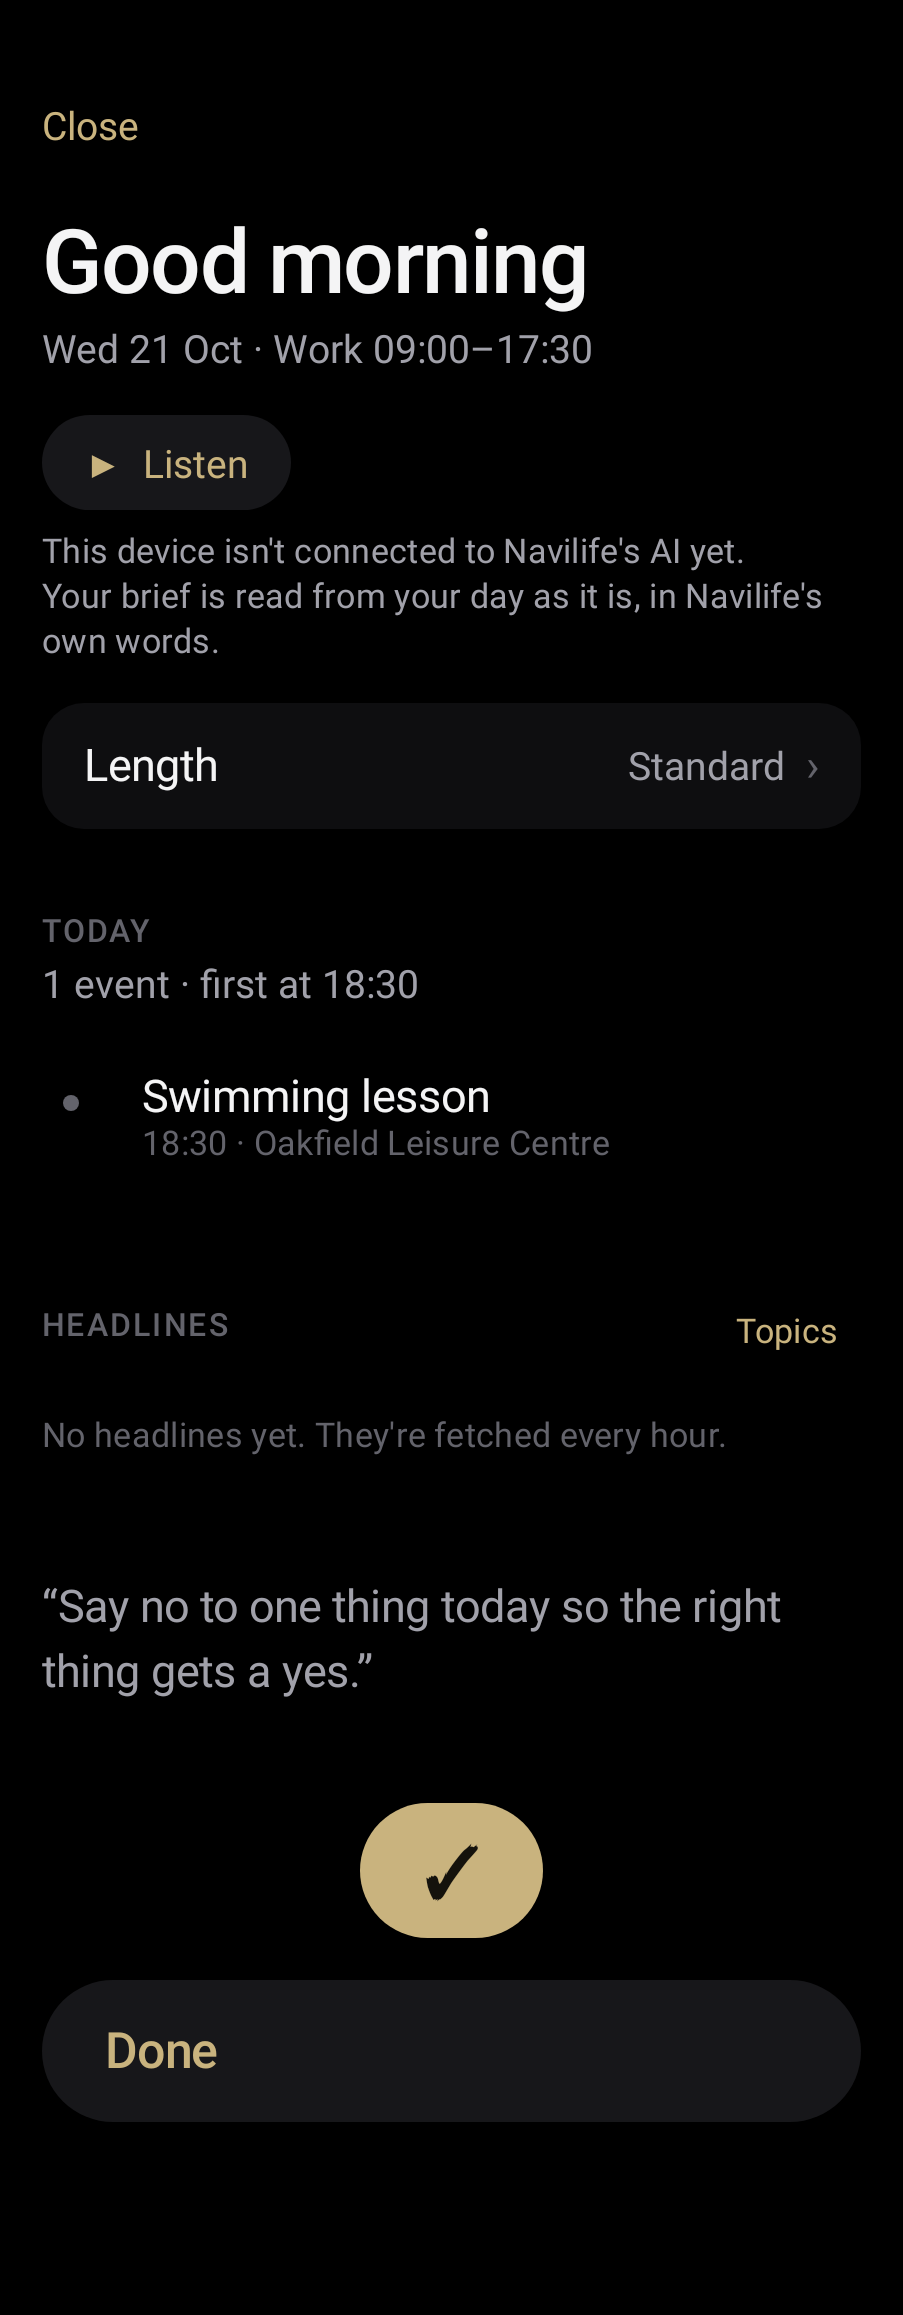 Close
Good morning
Wed 21 Oct · Work 09:00–17:30
► Listen
This device isn't connected to Navilife's AI yet.
Your brief is read from your day as it is, in Navilife's
own words.
Length Standard ›
TODAY
1 event · first at 18:30
Swimming lesson
18:30 · Oakfield Leisure Centre
HEADLINES Topics
No headlines yet. They're fetched every hour.
“Say no to one thing today so the right
thing gets a yes.”
✓
Done